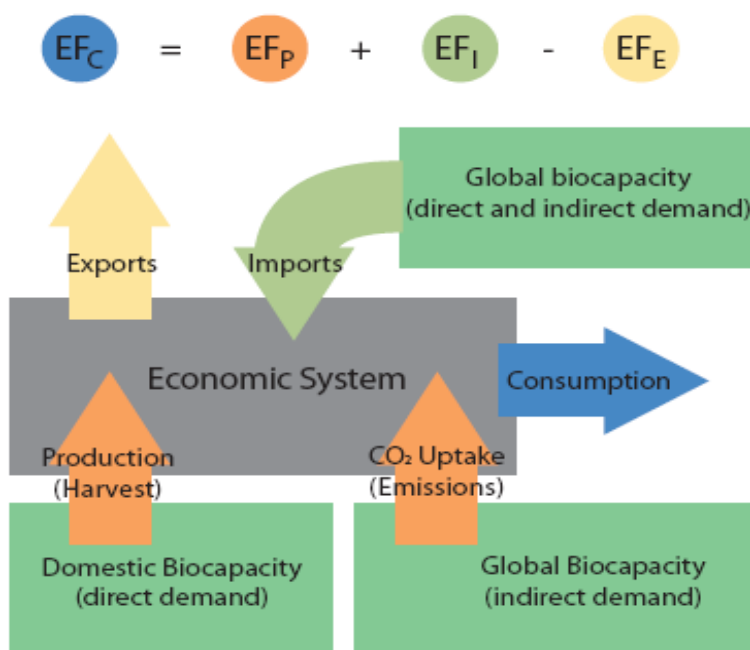 EFC = EFP + EFI - EFE
Global biocapacity
(direct and indirect demand)
Exports
Imports
Economic System
Consumption
Production
(Harvest)
CO₂ Uptake
(Emissions)
Domestic Biocapacity
(direct demand)
Global Biocapacity
(indirect demand)